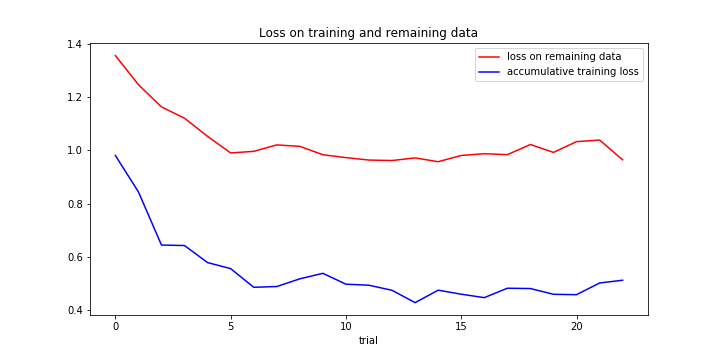 Loss on training and remaining data
1.4
1.2
1.0
0.8
0.6
0.4
loss on remaining data
accumulative training loss
0 5 10 15 20
trial